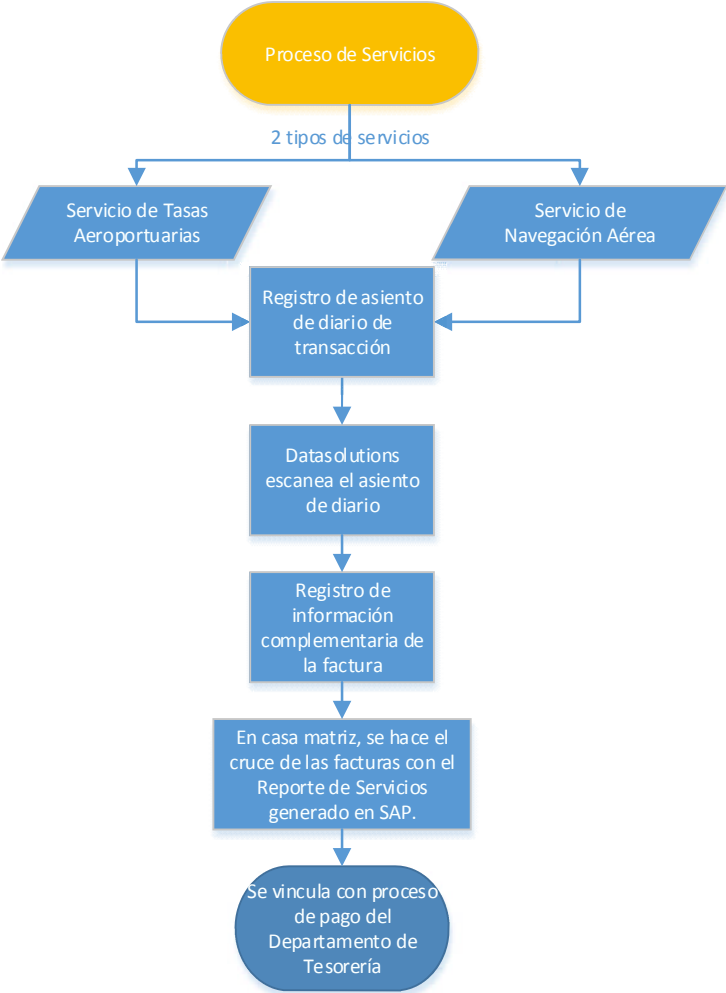 Proceso de Servicios
2 tipos de servicios
Servicio de Tasas
Aeroportuarias
Servicio de
Navegación Aérea
Registro de asiento
de diario de
transacción
Datasolutions
escanea el asiento
de diario
Registro de
información
complementaria de
la factura
En casa matriz, se hace el
cruce de las facturas con el
Reporte de Servicios
generado en SAP.
Se vincula con proceso
de pago del
Departamento de
Tesorería